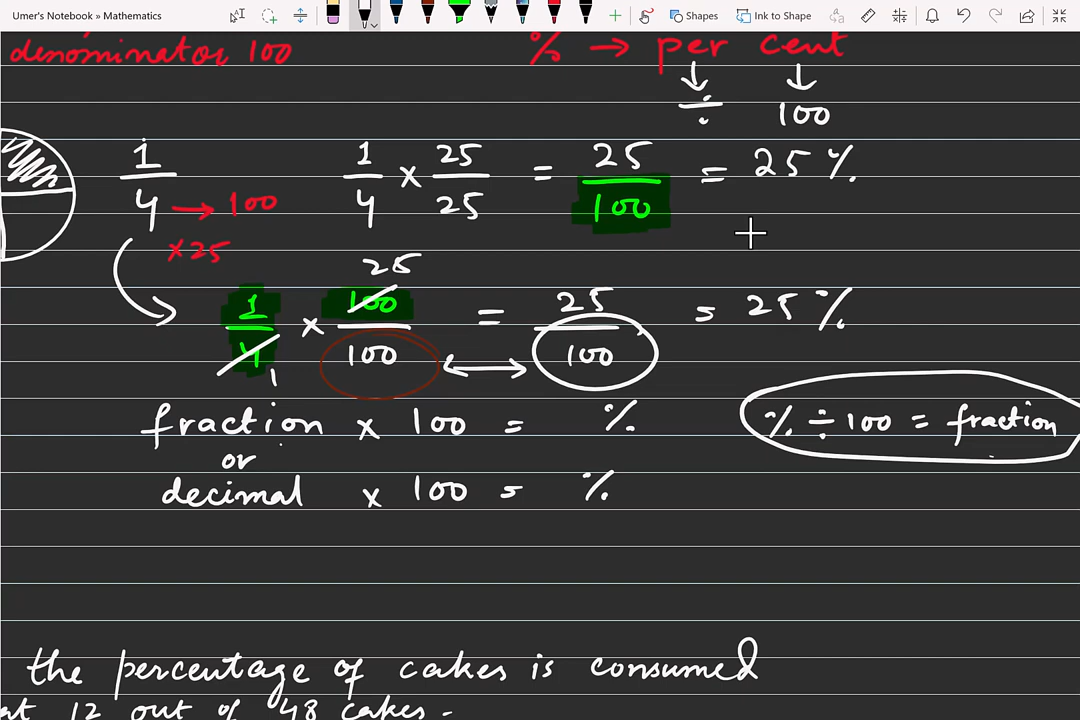 Umer's Notebook » Mathematics
Shapes
Ink to Shape
denominator 100
% → per cent
÷ 100
1/4 → 100
×25
1/4 × 25/25 = 25/100 = 25%
25
1/4 × 100/100 = 25/100 = 25%
1
fraction × 100 = %
or
decimal × 100 = %
% ÷ 100 = fraction
the percentage of cakes is consumed
at 12 out of 48 cakes.